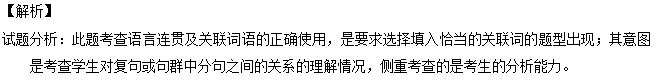 【解析】
试题分析：此题考查语言连贯及关联词语的正确使用，是要求选择填入恰当的关联词的题型出现；其意图
是考查学生对复句或句群中分句之间的关系的理解情况，侧重考查的是考生的分析能力。